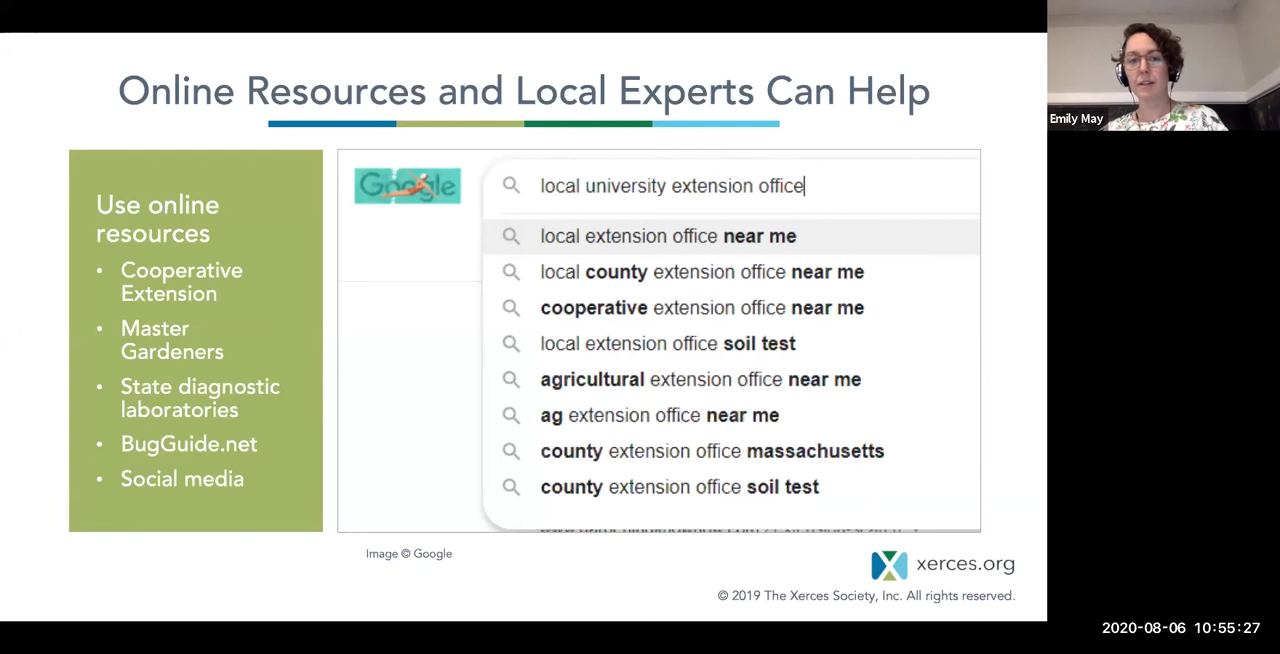 Online Resources and Local Experts Can Help
Emily May
Use online
resources
• Cooperative
Extension
• Master
Gardeners
• State diagnostic
laboratories
• BugGuide.net
• Social media
Google
local university extension office
local extension office near me
local county extension office near me
cooperative extension office near me
local extension office soil test
agricultural extension office near me
ag extension office near me
county extension office massachusetts
county extension office soil test
Image © Google
xerces.org
© 2019 The Xerces Society, Inc. All rights reserved.
2020-08-06 10:55:27